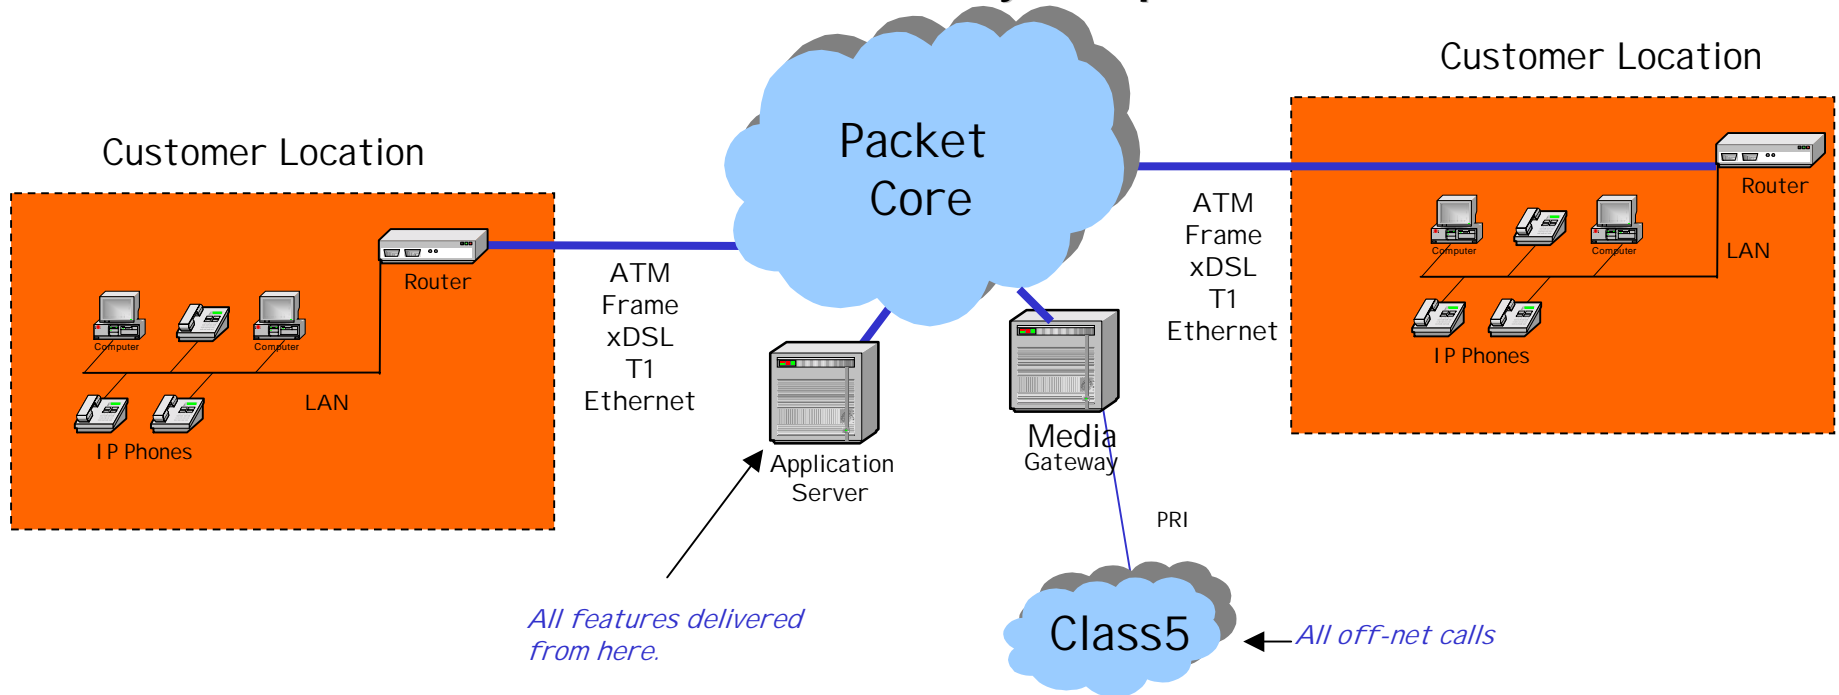 Customer Location
Packet
Core
Customer Location
Router
ATM
Frame
xDSL
T1
Ethernet
Computer
Computer
LAN
IP Phones
Application
Server
Media
Gateway
ATM
Frame
xDSL
T1
Ethernet
Router
Computer
Computer
LAN
IP Phones
PRI
All features delivered
from here.
Class5
All off-net calls